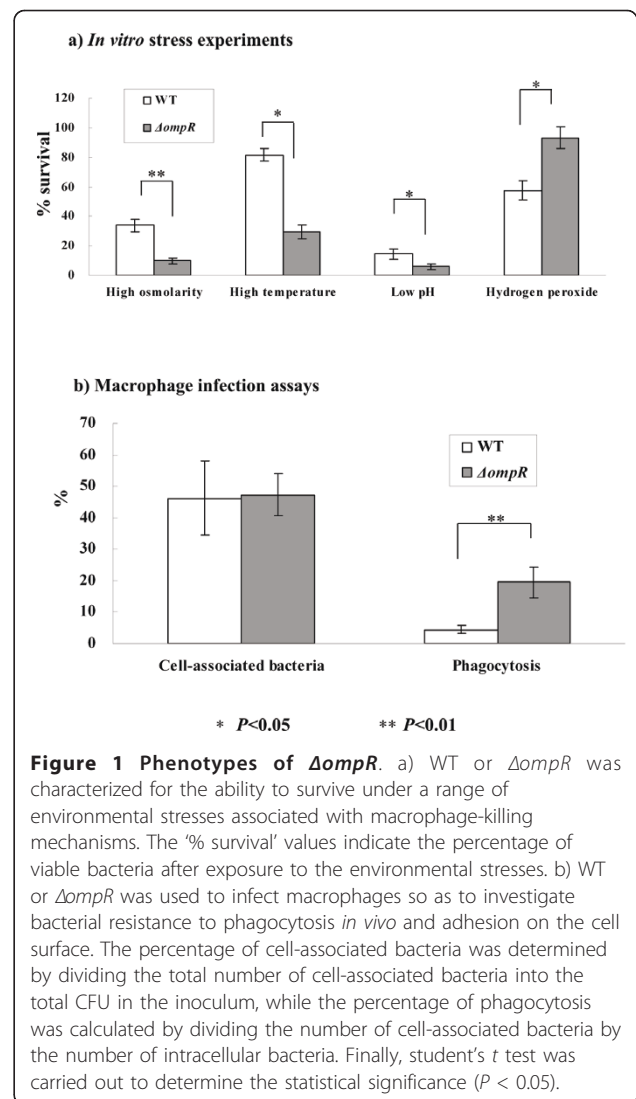 a) In vitro stress experiments
% survival
120
100
80
60
40
20
0
WT
ΔompR
**
*
*
*
High osmolarity
High temperature
Low pH
Hydrogen peroxide
b) Macrophage infection assays
%
70
60
50
40
30
20
10
0
WT
ΔompR
**
Cell-associated bacteria
Phagocytosis
* P<0.05 ** P<0.01
Figure 1 Phenotypes of ΔompR. a) WT or ΔompR was
characterized for the ability to survive under a range of
environmental stresses associated with macrophage-killing
mechanisms. The ‘% survival’ values indicate the percentage of
viable bacteria after exposure to the environmental stresses. b) WT
or ΔompR was used to infect macrophages so as to investigate
bacterial resistance to phagocytosis in vivo and adhesion on the cell
surface. The percentage of cell-associated bacteria was determined
by dividing the total number of cell-associated bacteria into the
total CFU in the inoculum, while the percentage of phagocytosis
was calculated by dividing the number of cell-associated bacteria by
the number of intracellular bacteria. Finally, student’s t test was
carried out to determine the statistical significance (P < 0.05).